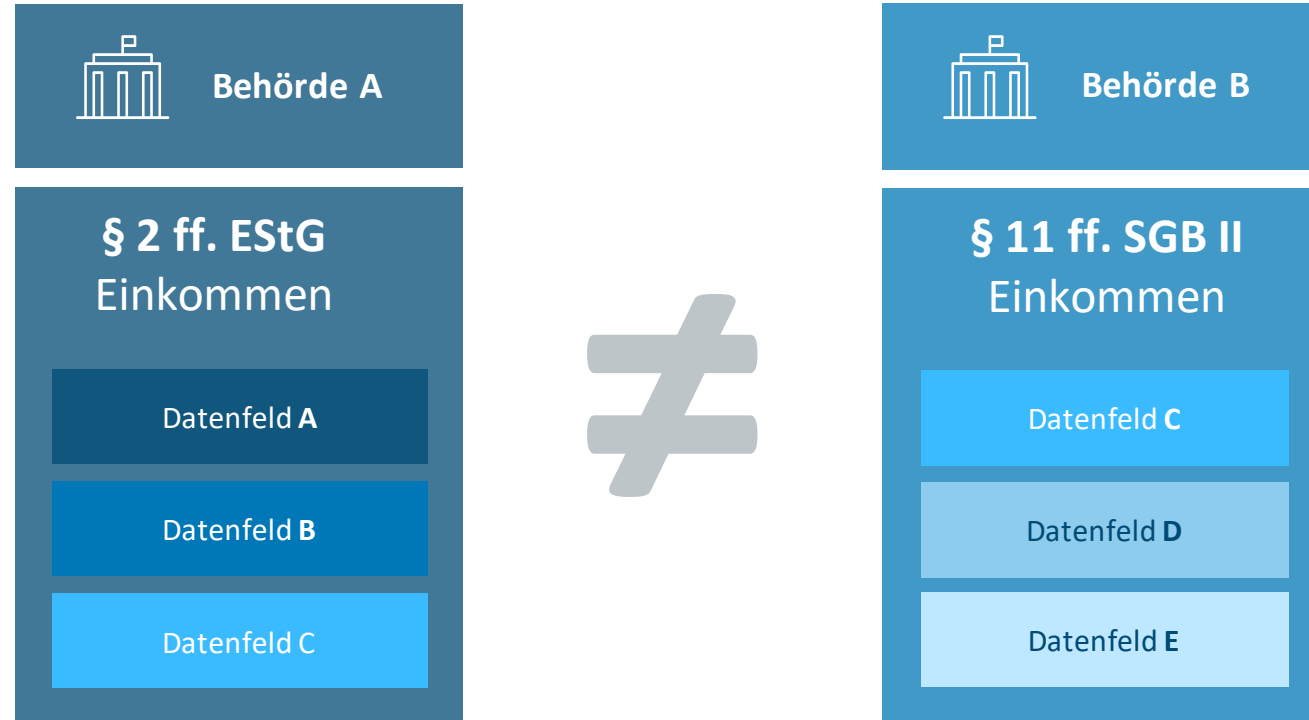 Behörde A
§ 2 ff. EStG
Einkommen
Datenfeld A
Datenfeld B
Datenfeld C
≠
Behörde B
§ 11 ff. SGB II
Einkommen
Datenfeld C
Datenfeld D
Datenfeld E